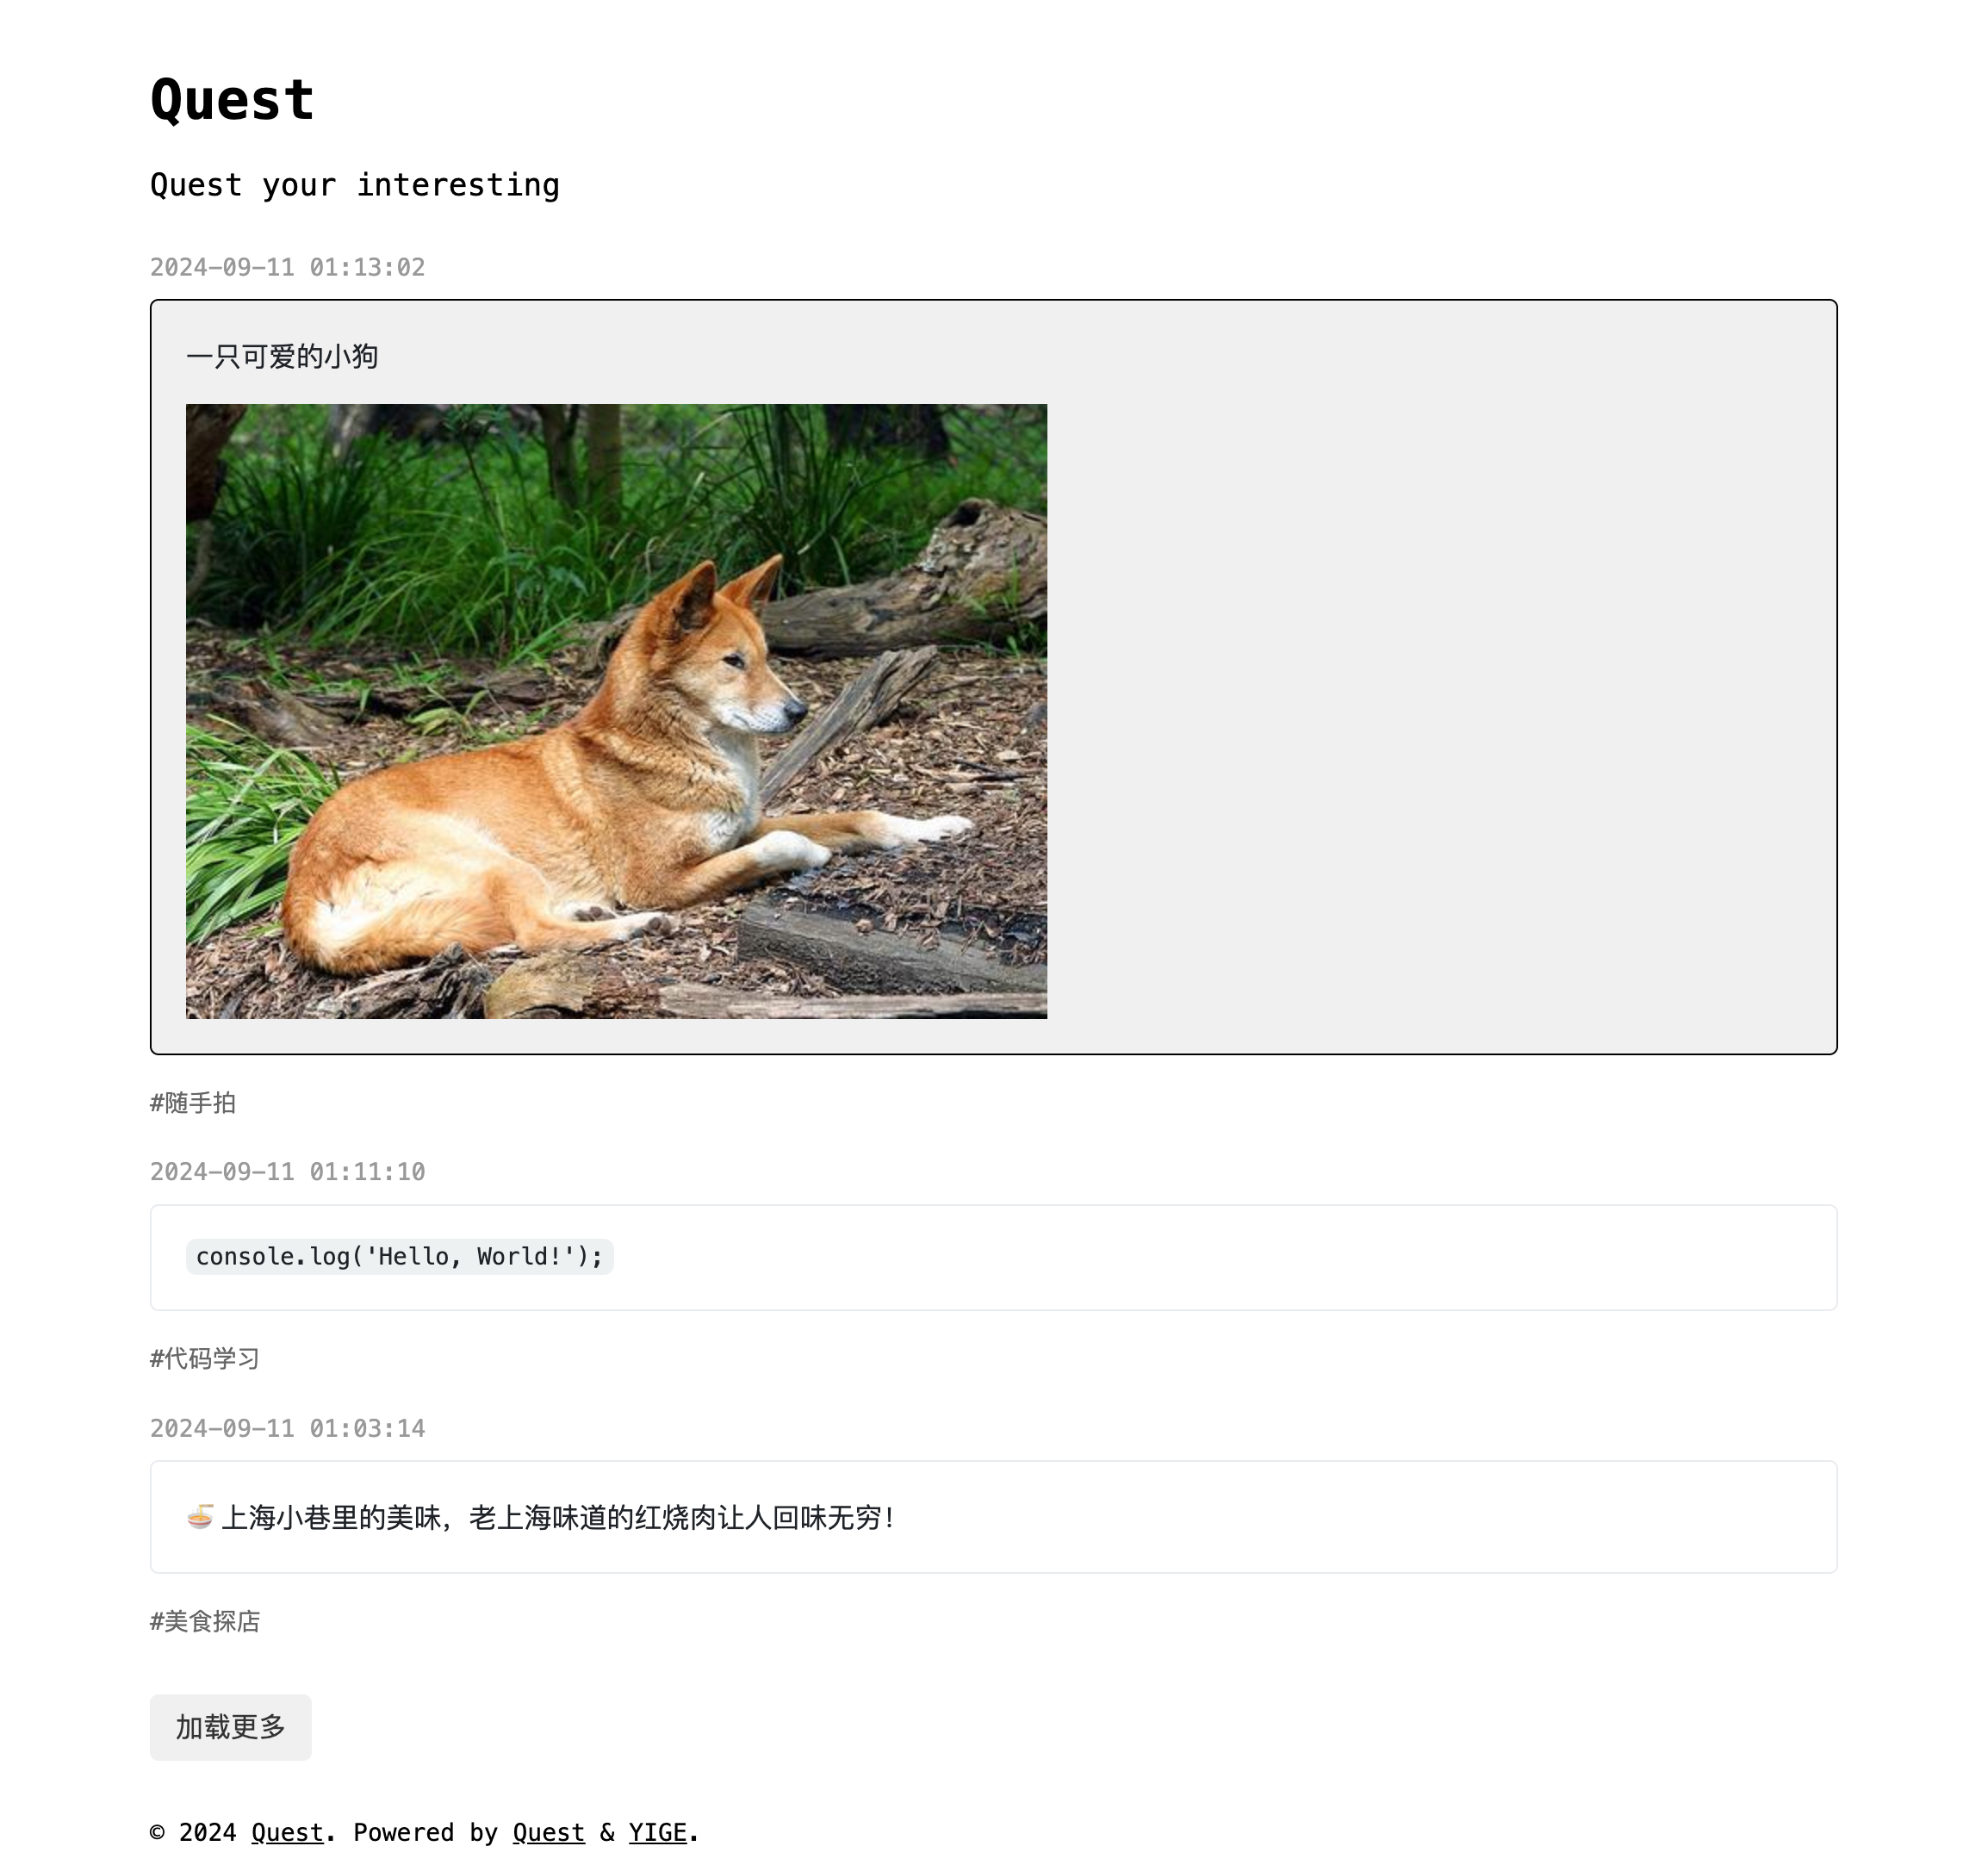 Quest
Quest your interesting
2024-09-11 01:13:02
一只可爱的小狗
#随手拍
2024-09-11 01:11:10
console.log('Hello, World!');
#代码学习
2024-09-11 01:03:14
🍜 上海小巷里的美味，老上海味道的红烧肉让人回味无穷！
#美食探店
加载更多
© 2024 Quest. Powered by Quest & YIGE.